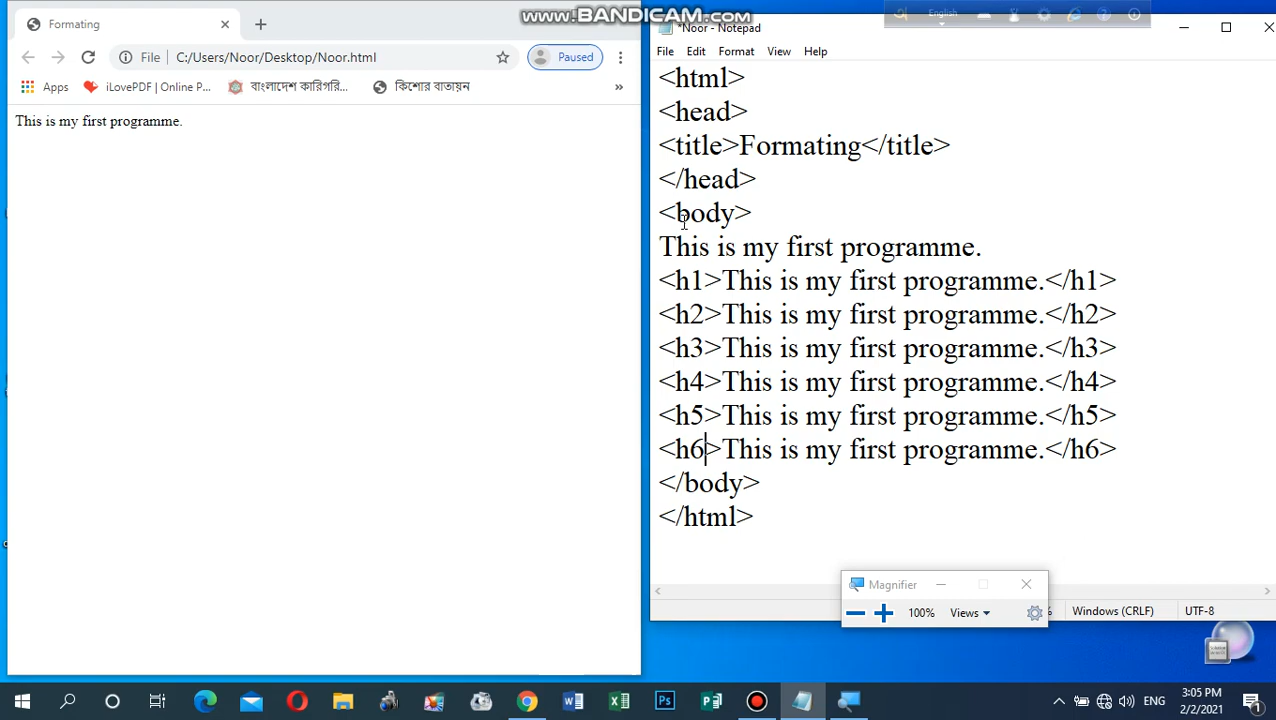 www.BANDICAM.com
Formating
File
C:/Users/Noor/Desktop/Noor.html
Paused
Apps
iLovePDF | Online P...
বাংলাদেশ কারিগরি...
কিশোর বাতায়ন
»
This is my first programme.
English
*Noor - Notepad
File Edit Format View Help
<html>
<head>
<title>Formating</title>
</head>
<body>
This is my first programme.
<h1>This is my first programme.</h1>
<h2>This is my first programme.</h2>
<h3>This is my first programme.</h3>
<h4>This is my first programme.</h4>
<h5>This is my first programme.</h5>
<h6>This is my first programme.</h6>
</body>
</html>
Magnifier
100% Views
% Windows (CRLF) UTF-8
ENG
3:05 PM
2/2/2021
1